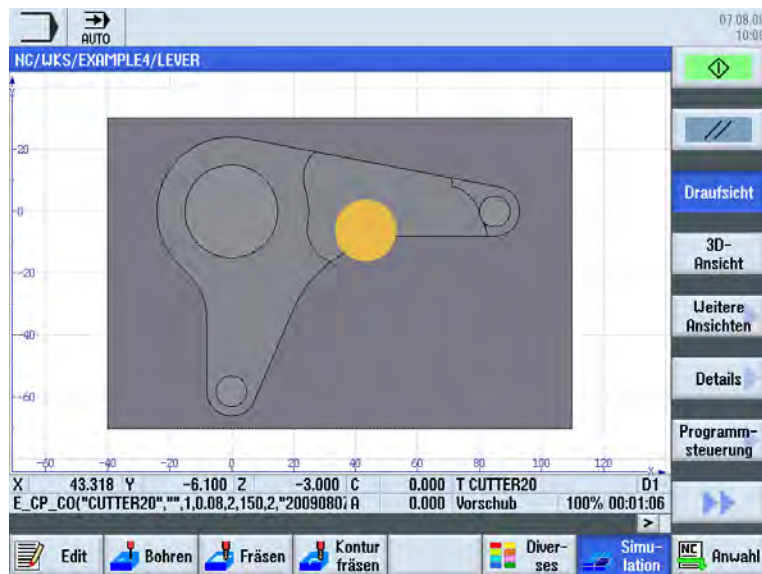 07.08.0
10:0
AUTO
NC/WKS/EXAMPLE4/LEVER
Y
-20
-0
-20
-40
-60
-60 -40 -20 0 20 40 60 80 100 120 X
X 43.318 Y -6.100 Z -3.000 C 0.000 T CUTTER20 D1
E_CP_CO("CUTTER20","",1,0.08,2,150,2,"2009080 A 0.000 Vorschub 100% 00:01:06
>
Draufsicht
3D-
Ansicht
Weitere
Ansichten
Details
Programm-
steuerung
Edit
Bohren
Fräsen
Kontur
fräsen
Diver-
ses
Simu-
lation
NC
Anwahl